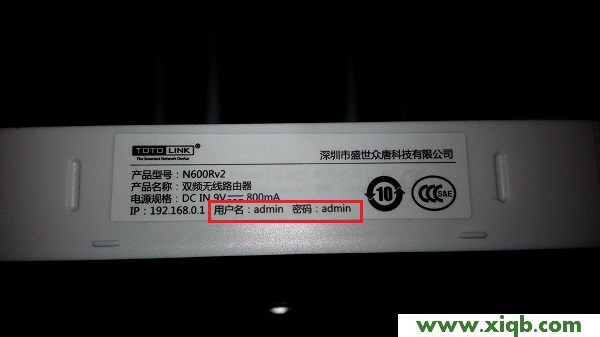 TOTO LINK®
The Smartest Network Device
深圳市盛世众唐科技有限公司
产品型号：N600Rv2
产品名称：双频无线路由器
电源规格：DC IN 9V 800mA
IP：192.168.0.1 用户名：admin 密码：admin
10
CCC S&E
www.xiqb.com